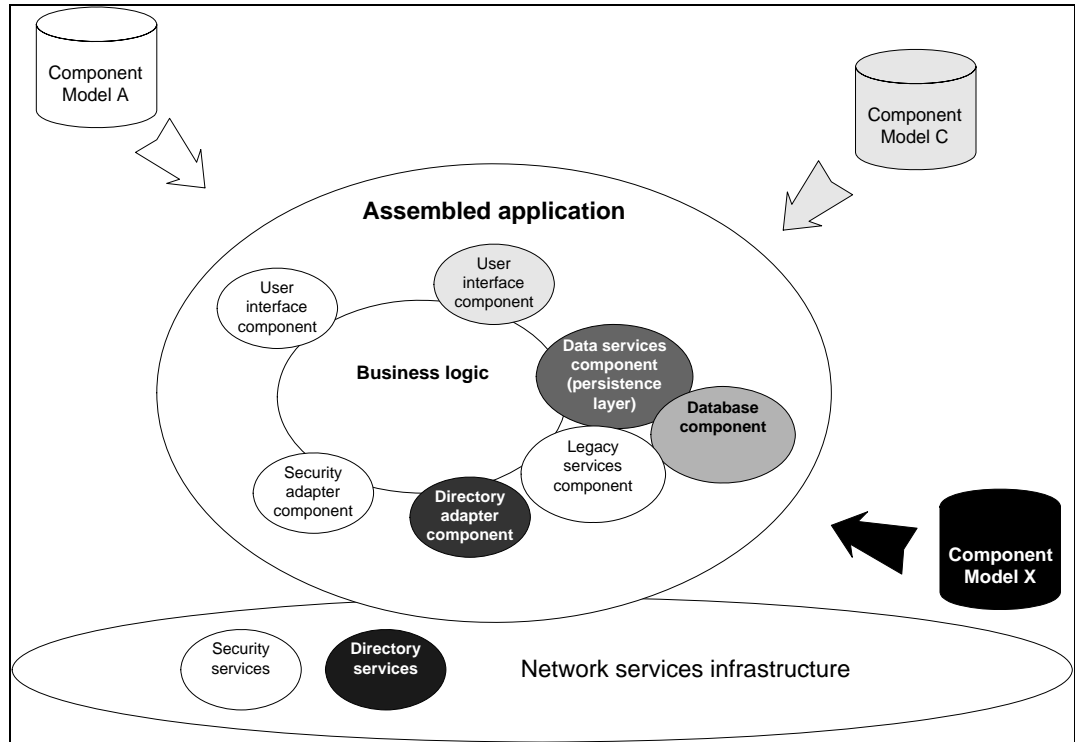 Component
Model A
Component
Model C
Assembled application
User
interface
component
User
interface
component
Business logic
Data services
component
(persistence
layer)
Database
component
Legacy
services
component
Security
adapter
component
Directory
adapter
component
Component
Model X
Security
services
Directory
services
Network services infrastructure